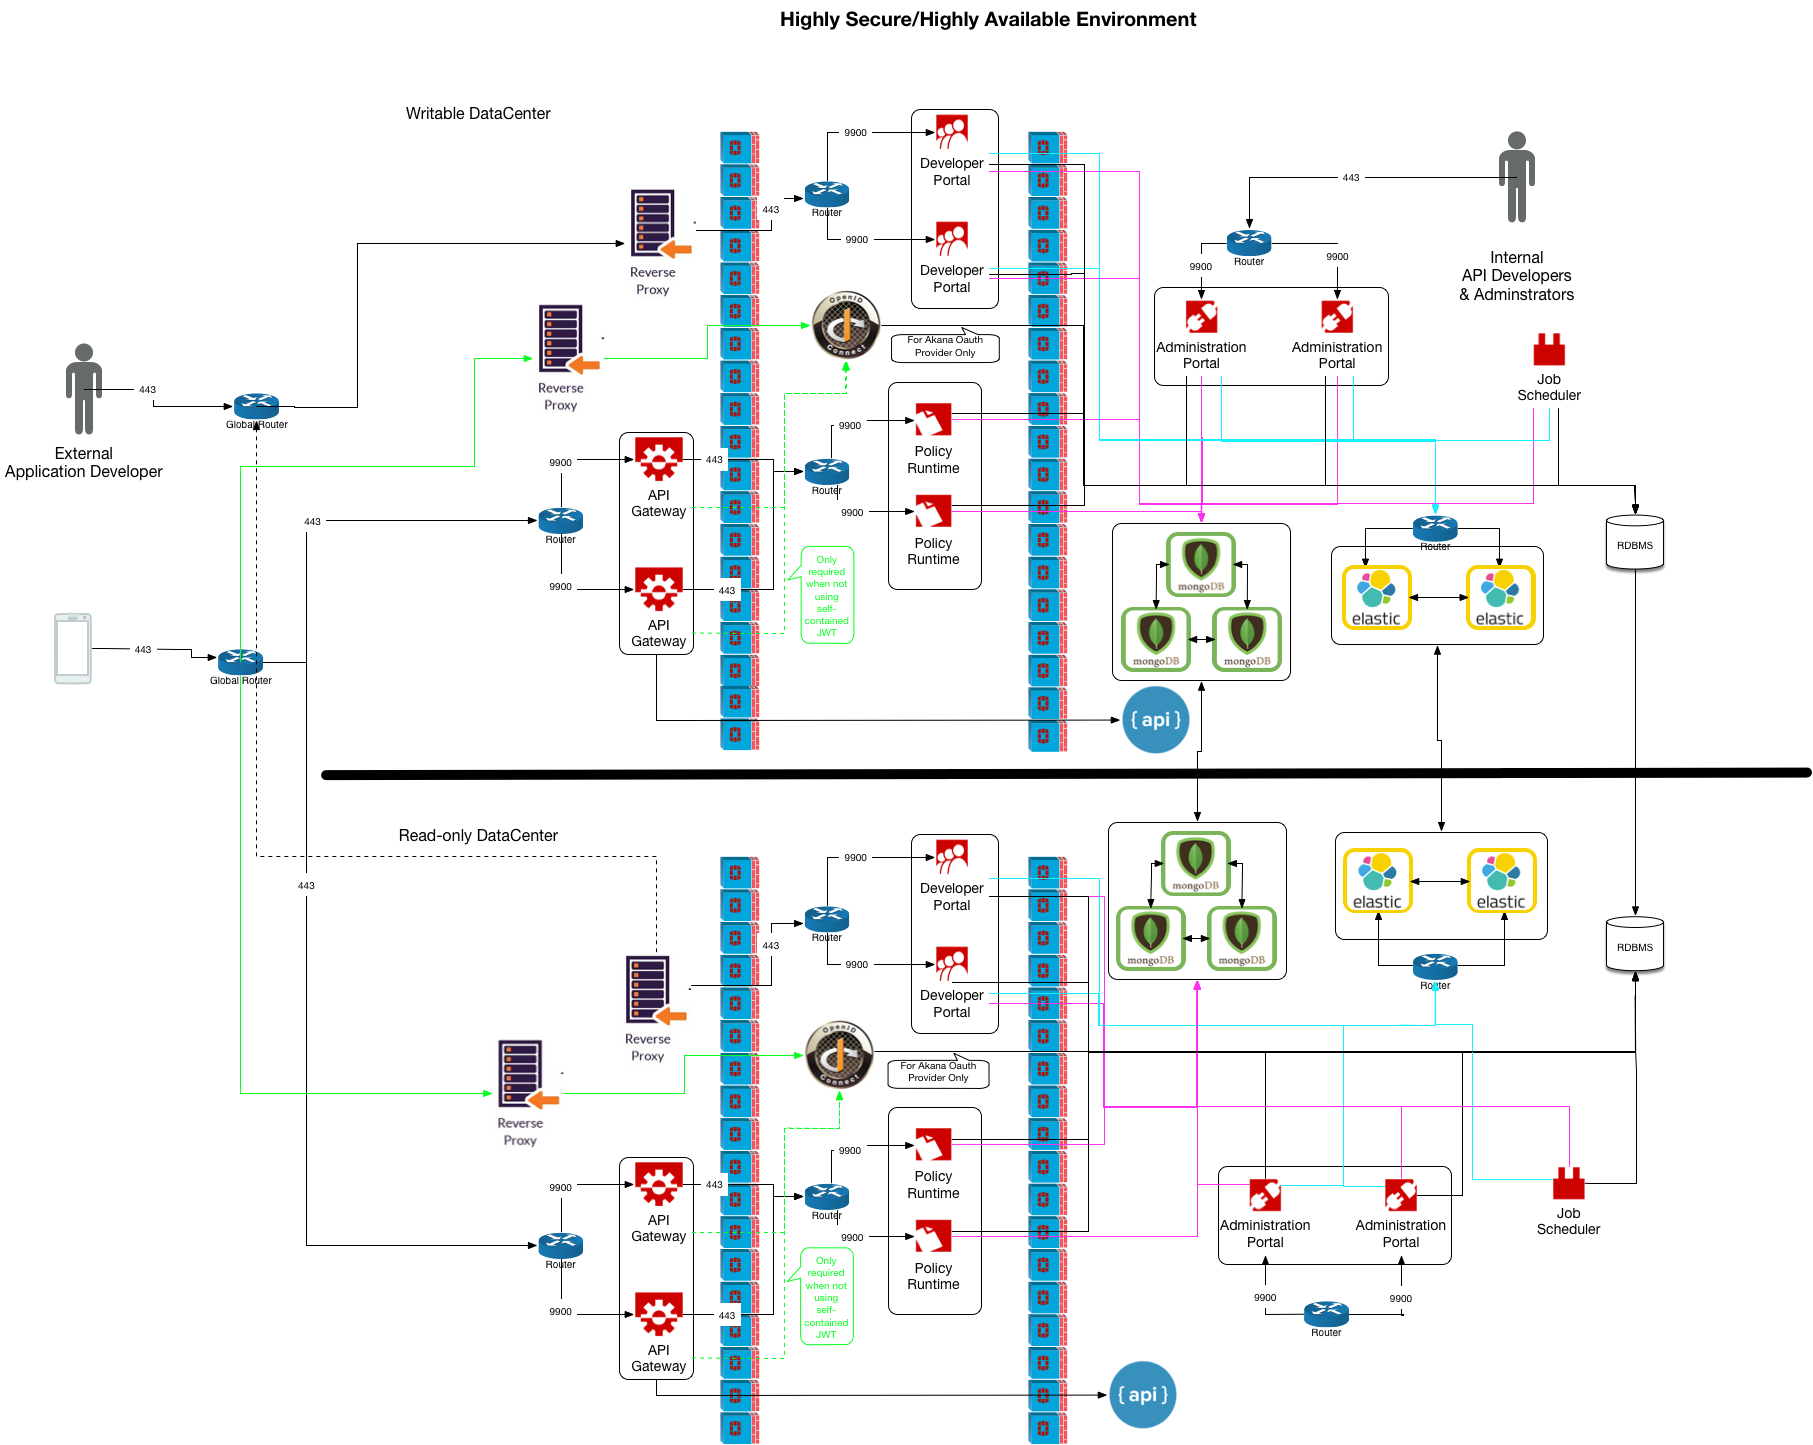 Highly Secure/Highly Available Environment
Writable DataCenter
9900
Developer
Portal
443
Router
9900
Developer
Portal
Reverse
Proxy
443
Router
9900
9900
Internal
API Developers
& Adminstrators
Administration
Portal
Administration
Portal
Job
Scheduler
OpenID
Connect
For Akana Oauth
Provider Only
Reverse
Proxy
443
Global Router
External
Application Developer
9900
Policy
Runtime
Router
9900
Policy
Runtime
443
9900
API
Gateway
443
Router
9900
API
Gateway
443
Only
required
when not
using
self-
contained
JWT
mongoDB
mongoDB
mongoDB
Router
elastic
elastic
RDBMS
443
Global Router
{ api }
Read-only DataCenter
443
9900
Developer
Portal
Router
443
9900
Developer
Portal
Reverse
Proxy
mongoDB
mongoDB
mongoDB
elastic
elastic
Router
RDBMS
OpenID
Connect
For Akana Oauth
Provider Only
Reverse
Proxy
9900
Policy
Runtime
Router
9900
Policy
Runtime
9900
API
Gateway
443
Router
9900
API
Gateway
443
Only
required
when not
using
self-
contained
JWT
Administration
Portal
Administration
Portal
Job
Scheduler
9900
9900
Router
{ api }